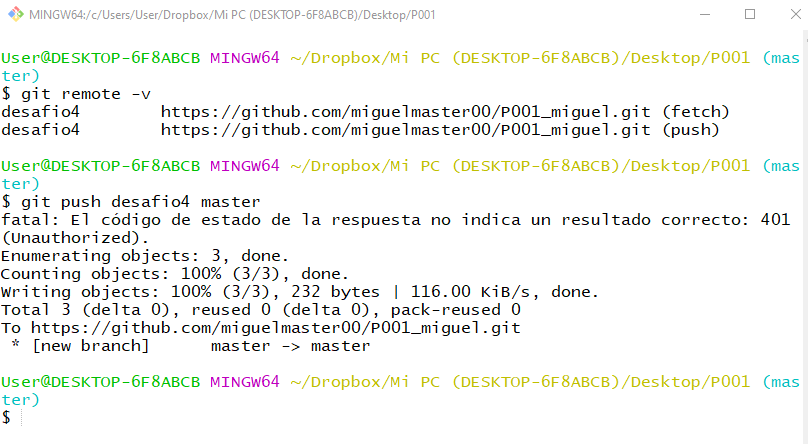 MINGW64:/c/Users/User/Dropbox/Mi PC (DESKTOP-6F8ABCB)/Desktop/P001
User@DESKTOP-6F8ABCB MINGW64 ~/Dropbox/Mi PC (DESKTOP-6F8ABCB)/Desktop/P001 (mas
ter)
$ git remote -v
desafio4        https://github.com/miguelmaster00/P001_miguel.git (fetch)
desafio4        https://github.com/miguelmaster00/P001_miguel.git (push)
User@DESKTOP-6F8ABCB MINGW64 ~/Dropbox/Mi PC (DESKTOP-6F8ABCB)/Desktop/P001 (mas
ter)
$ git push desafio4 master
fatal: El código de estado de la respuesta no indica un resultado correcto: 401
(Unauthorized).
Enumerating objects: 3, done.
Counting objects: 100% (3/3), done.
Writing objects: 100% (3/3), 232 bytes | 116.00 KiB/s, done.
Total 3 (delta 0), reused 0 (delta 0), pack-reused 0
To https://github.com/miguelmaster00/P001_miguel.git
 * [new branch]      master -> master
User@DESKTOP-6F8ABCB MINGW64 ~/Dropbox/Mi PC (DESKTOP-6F8ABCB)/Desktop/P001 (mas
ter)
$